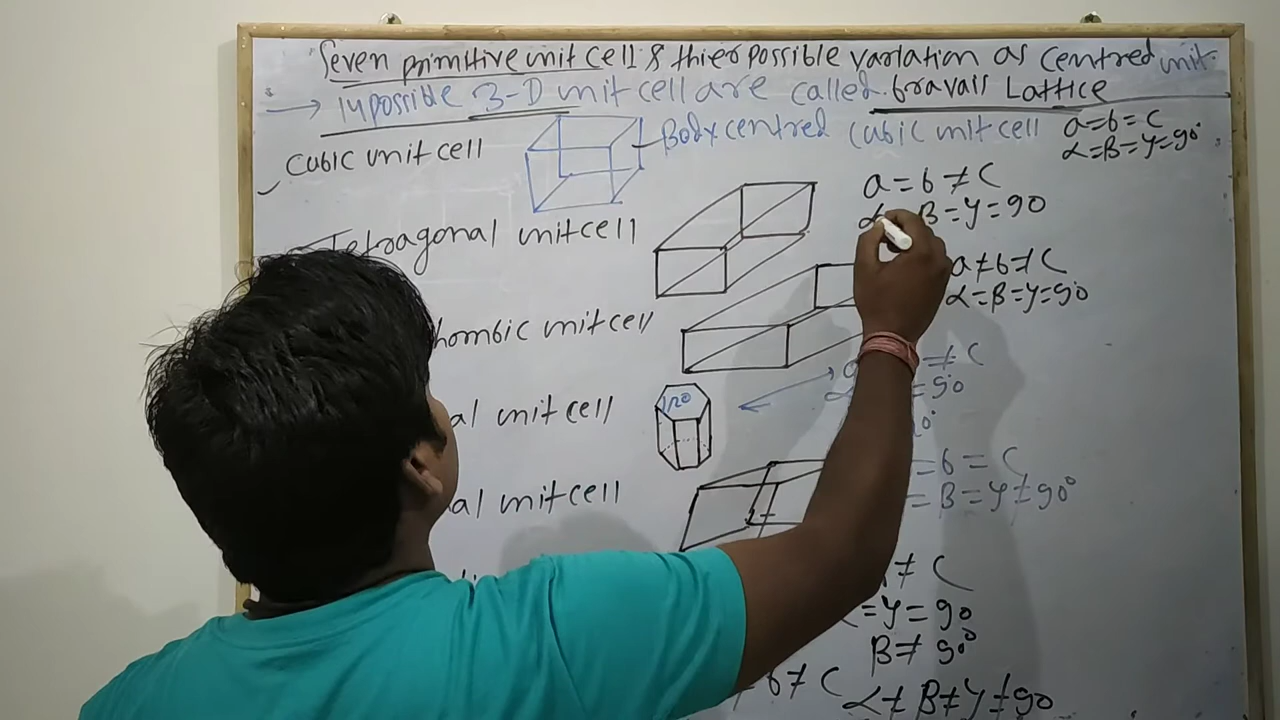 Seven primitive unit cell & thier possible variation as centred unit.
→ 14 possible 3-D unit cell are called bravais Lattice
Cubic unit cell
Body centred cubic unit cell
a=b=c
α=β=γ=90°
Tetragonal unit cell
a=b≠c
β=γ=90
hombic unit cell
a≠b≠c
α=β=γ=90
al unit cell
120
≠c
=90
al unit cell
=b=c
=β=γ≠90°
≠c
=γ=90
β≠90°
b≠c
α≠β≠γ≠90